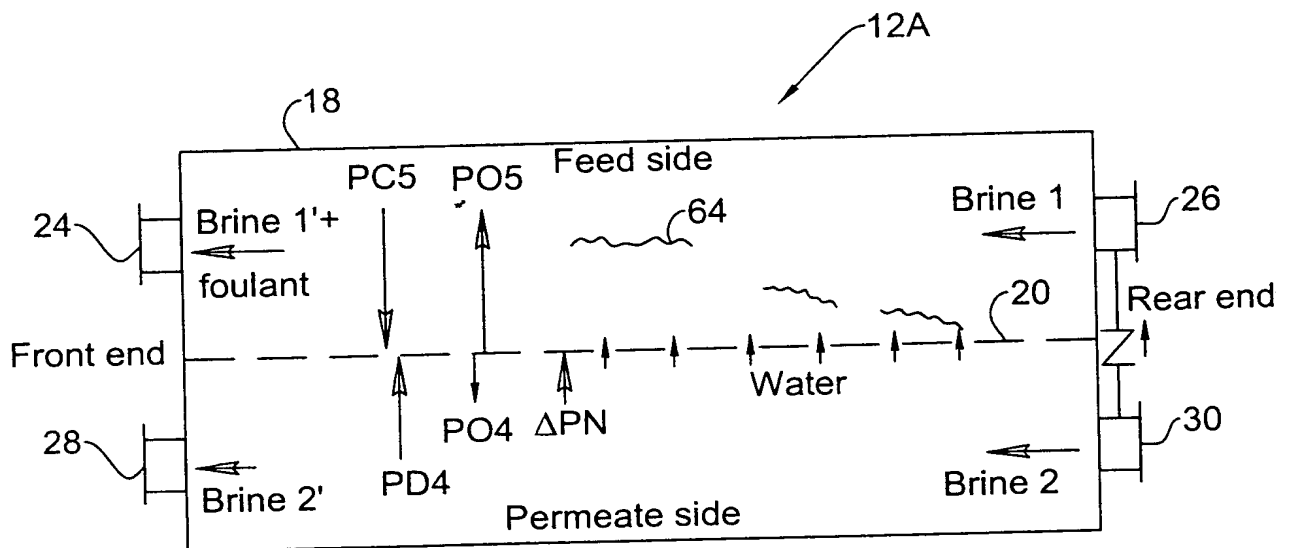 12A
18
Feed side
PC5 PO5
24
Brine 1'+
foulant
64
Brine 1
26
20
Rear end
Front end
Water
PO4 ΔPN
PD4
28
Brine 2'
Brine 2
30
Permeate side